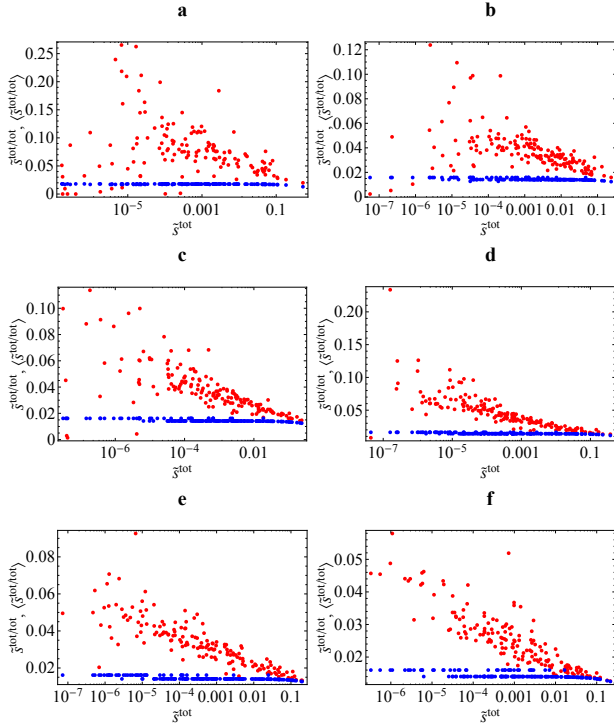 a
s̃^tot/tot, ⟨s̃^tot/tot⟩
0.25
0.20
0.15
0.10
0.05
0
10⁻⁵ 0.001 0.1
s̃^tot
b
s̃^tot/tot, ⟨s̃^tot/tot⟩
0.12
0.10
0.08
0.06
0.04
0.02
0
10⁻⁷ 10⁻⁶ 10⁻⁵ 10⁻⁴ 0.001 0.01 0.1
s̃^tot
c
s̃^tot/tot, ⟨s̃^tot/tot⟩
0.10
0.08
0.06
0.04
0.02
0
10⁻⁶ 10⁻⁴ 0.01
s̃^tot
d
s̃^tot/tot, ⟨s̃^tot/tot⟩
0.20
0.15
0.10
0.05
10⁻⁷ 10⁻⁵ 0.001 0.1
s̃^tot
e
s̃^tot/tot, ⟨s̃^tot/tot⟩
0.08
0.06
0.04
0.02
10⁻⁷ 10⁻⁶ 10⁻⁵ 10⁻⁴ 0.001 0.01 0.1
s̃^tot
f
s̃^tot/tot, ⟨s̃^tot/tot⟩
0.05
0.04
0.03
0.02
10⁻⁶ 10⁻⁵ 10⁻⁴ 0.001 0.01 0.1
s̃^tot